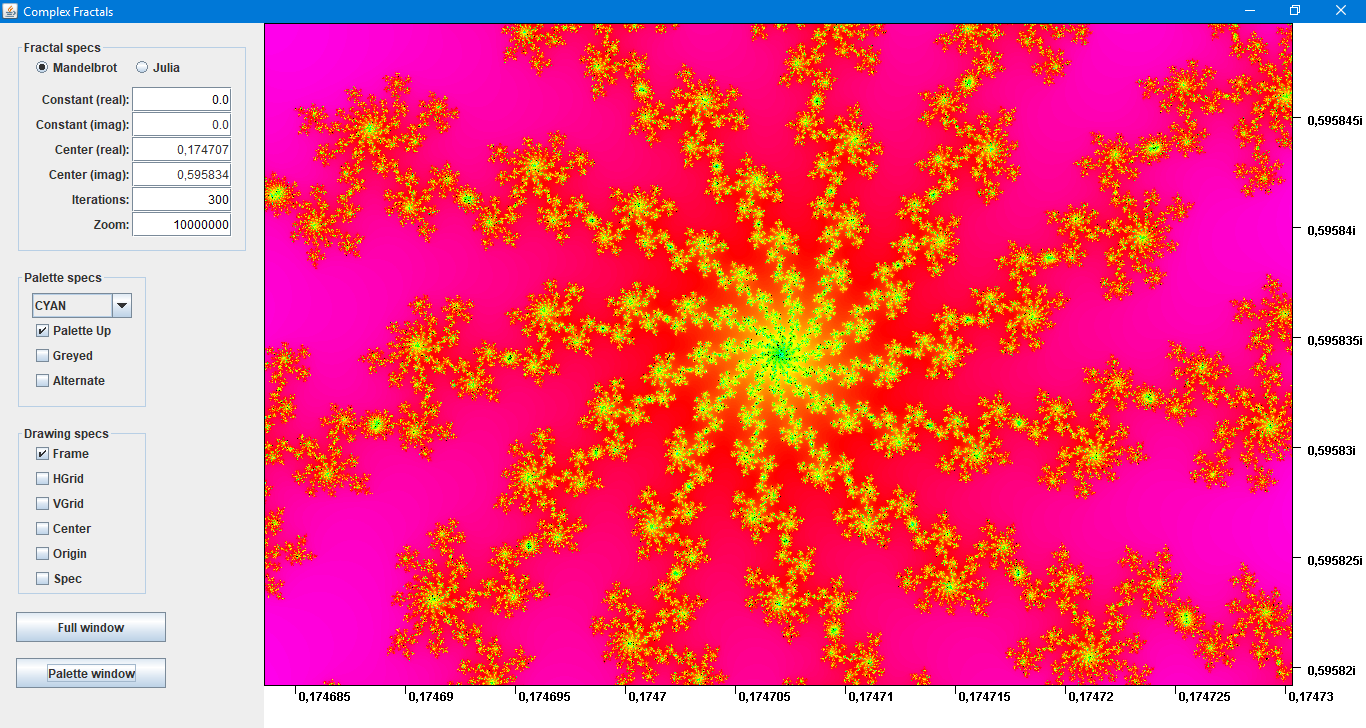 Complex Fractals
Fractal specs
Mandelbrot Julia
Constant (real): 0.0
Constant (imag): 0.0
Center (real): 0,174707
Center (imag): 0,595834
Iterations: 300
Zoom: 10000000
Palette specs
CYAN
Palette Up
Greyed
Alternate
Drawing specs
Frame
HGrid
VGrid
Center
Origin
Spec
Full window
Palette window
0,595845i
0,59584i
0,595835i
0,59583i
0,595825i
0,59582i
0,174685 0,17469 0,174695 0,1747 0,174705 0,17471 0,174715 0,17472 0,174725 0,17473